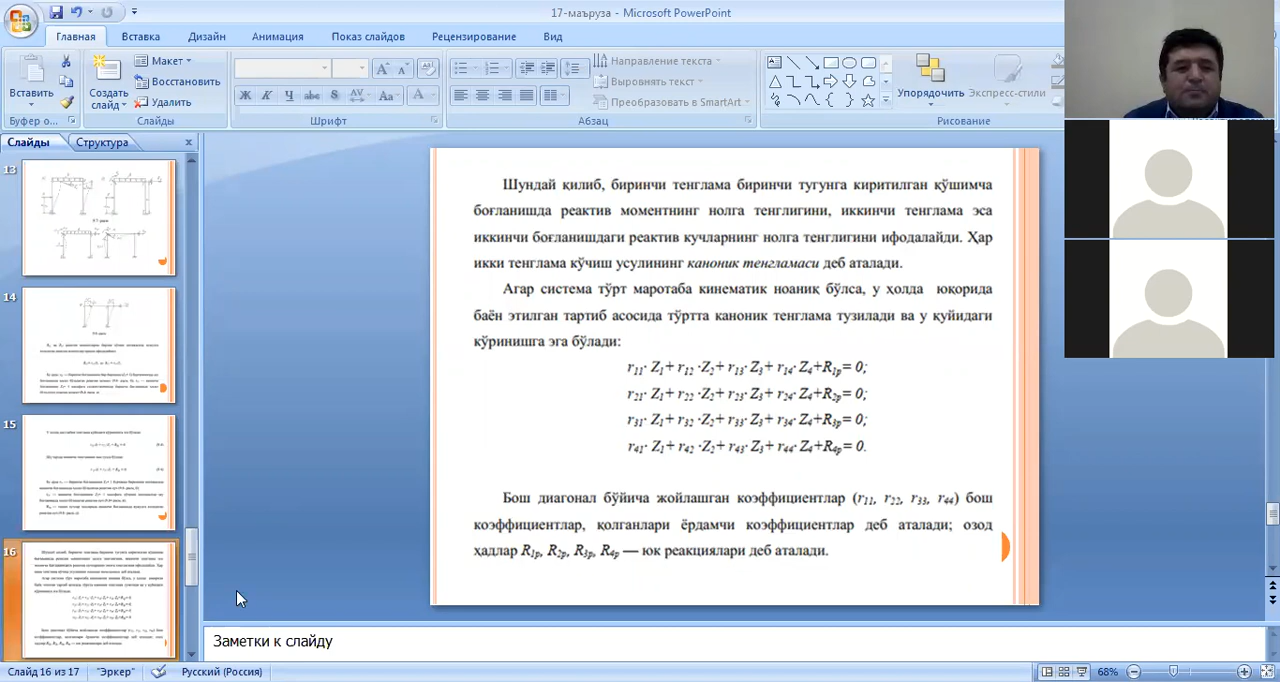 17-маъруза - Microsoft PowerPoint
Главная Вставка Дизайн Анимация Показ слайдов Рецензирование Вид
Вставить
Буфер о...
Создать слайд
Макет
Восстановить
Удалить
Слайды
Шрифт
Направление текста
Выровнять текст
Преобразовать в SmartArt
Абзац
Упорядочить
Экспресс-стили
Рисование
Слайды Структура
13
14
15
16
Шундай қилиб, биринчи тенглама биринчи тугунга киритилган қўшимча
боғланишда реактив моментнинг нолга тенглигини, иккинчи тенглама эса
иккинчи боғланишдаги реактив кучларнинг нолга тенглигини ифодалайди. Ҳар
икки тенглама кўчиш усулининг каноник тенгламаси деб аталади.
Агар система тўрт маротаба кинематик ноаниқ бўлса, у ҳолда юқорида
баён этилган тартиб асосида тўртта каноник тенглама тузилади ва у қуйидаги
кўринишга эга бўлади:
r11· Z1+ r12 ·Z2+ r13· Z3+ r14· Z4+R1p= 0;
r21· Z1+ r22 ·Z2+ r23· Z3+ r24· Z4+R2p= 0;
r31· Z1+ r32 ·Z2+ r33· Z3+ r34· Z4+R3p= 0;
r41· Z1+ r42 ·Z2+ r43· Z3+ r44· Z4+R4p= 0.
Бош диагонал бўйича жойлашган коэффициентлар (r11, r22, r33, r44) бош
коэффициентлар, қолганлари ёрдамчи коэффициентлар деб аталади; озод
ҳадлар R1p, R2p, R3p, R4p — юк реакциялари деб аталади.
Заметки к слайду
Слайд 16 из 17 "Эркер" Русский (Россия) 68%